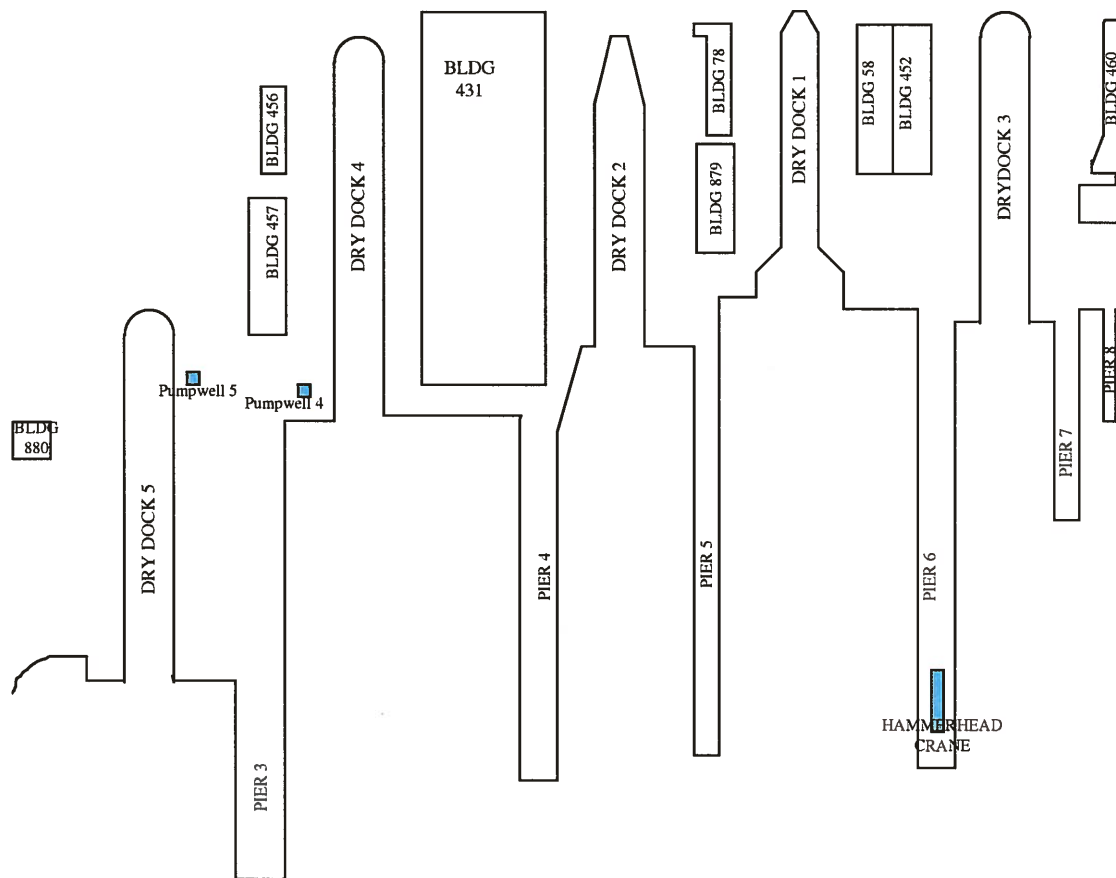 BLDG
431
BLDG 78
DRY DOCK 1
BLDG 58
BLDG 452
BLDG 460
BLDG 456
DRY DOCK 4
DRY DOCK 2
BLDG 879
DRYDOCK 3
BLDG 457
Pumpwell 5
Pumpwell 4
PIER 8
BLDG
880
PIER 7
DRY DOCK 5
PIER 4
PIER 5
PIER 6
HAMMERHEAD
CRANE
PIER 3